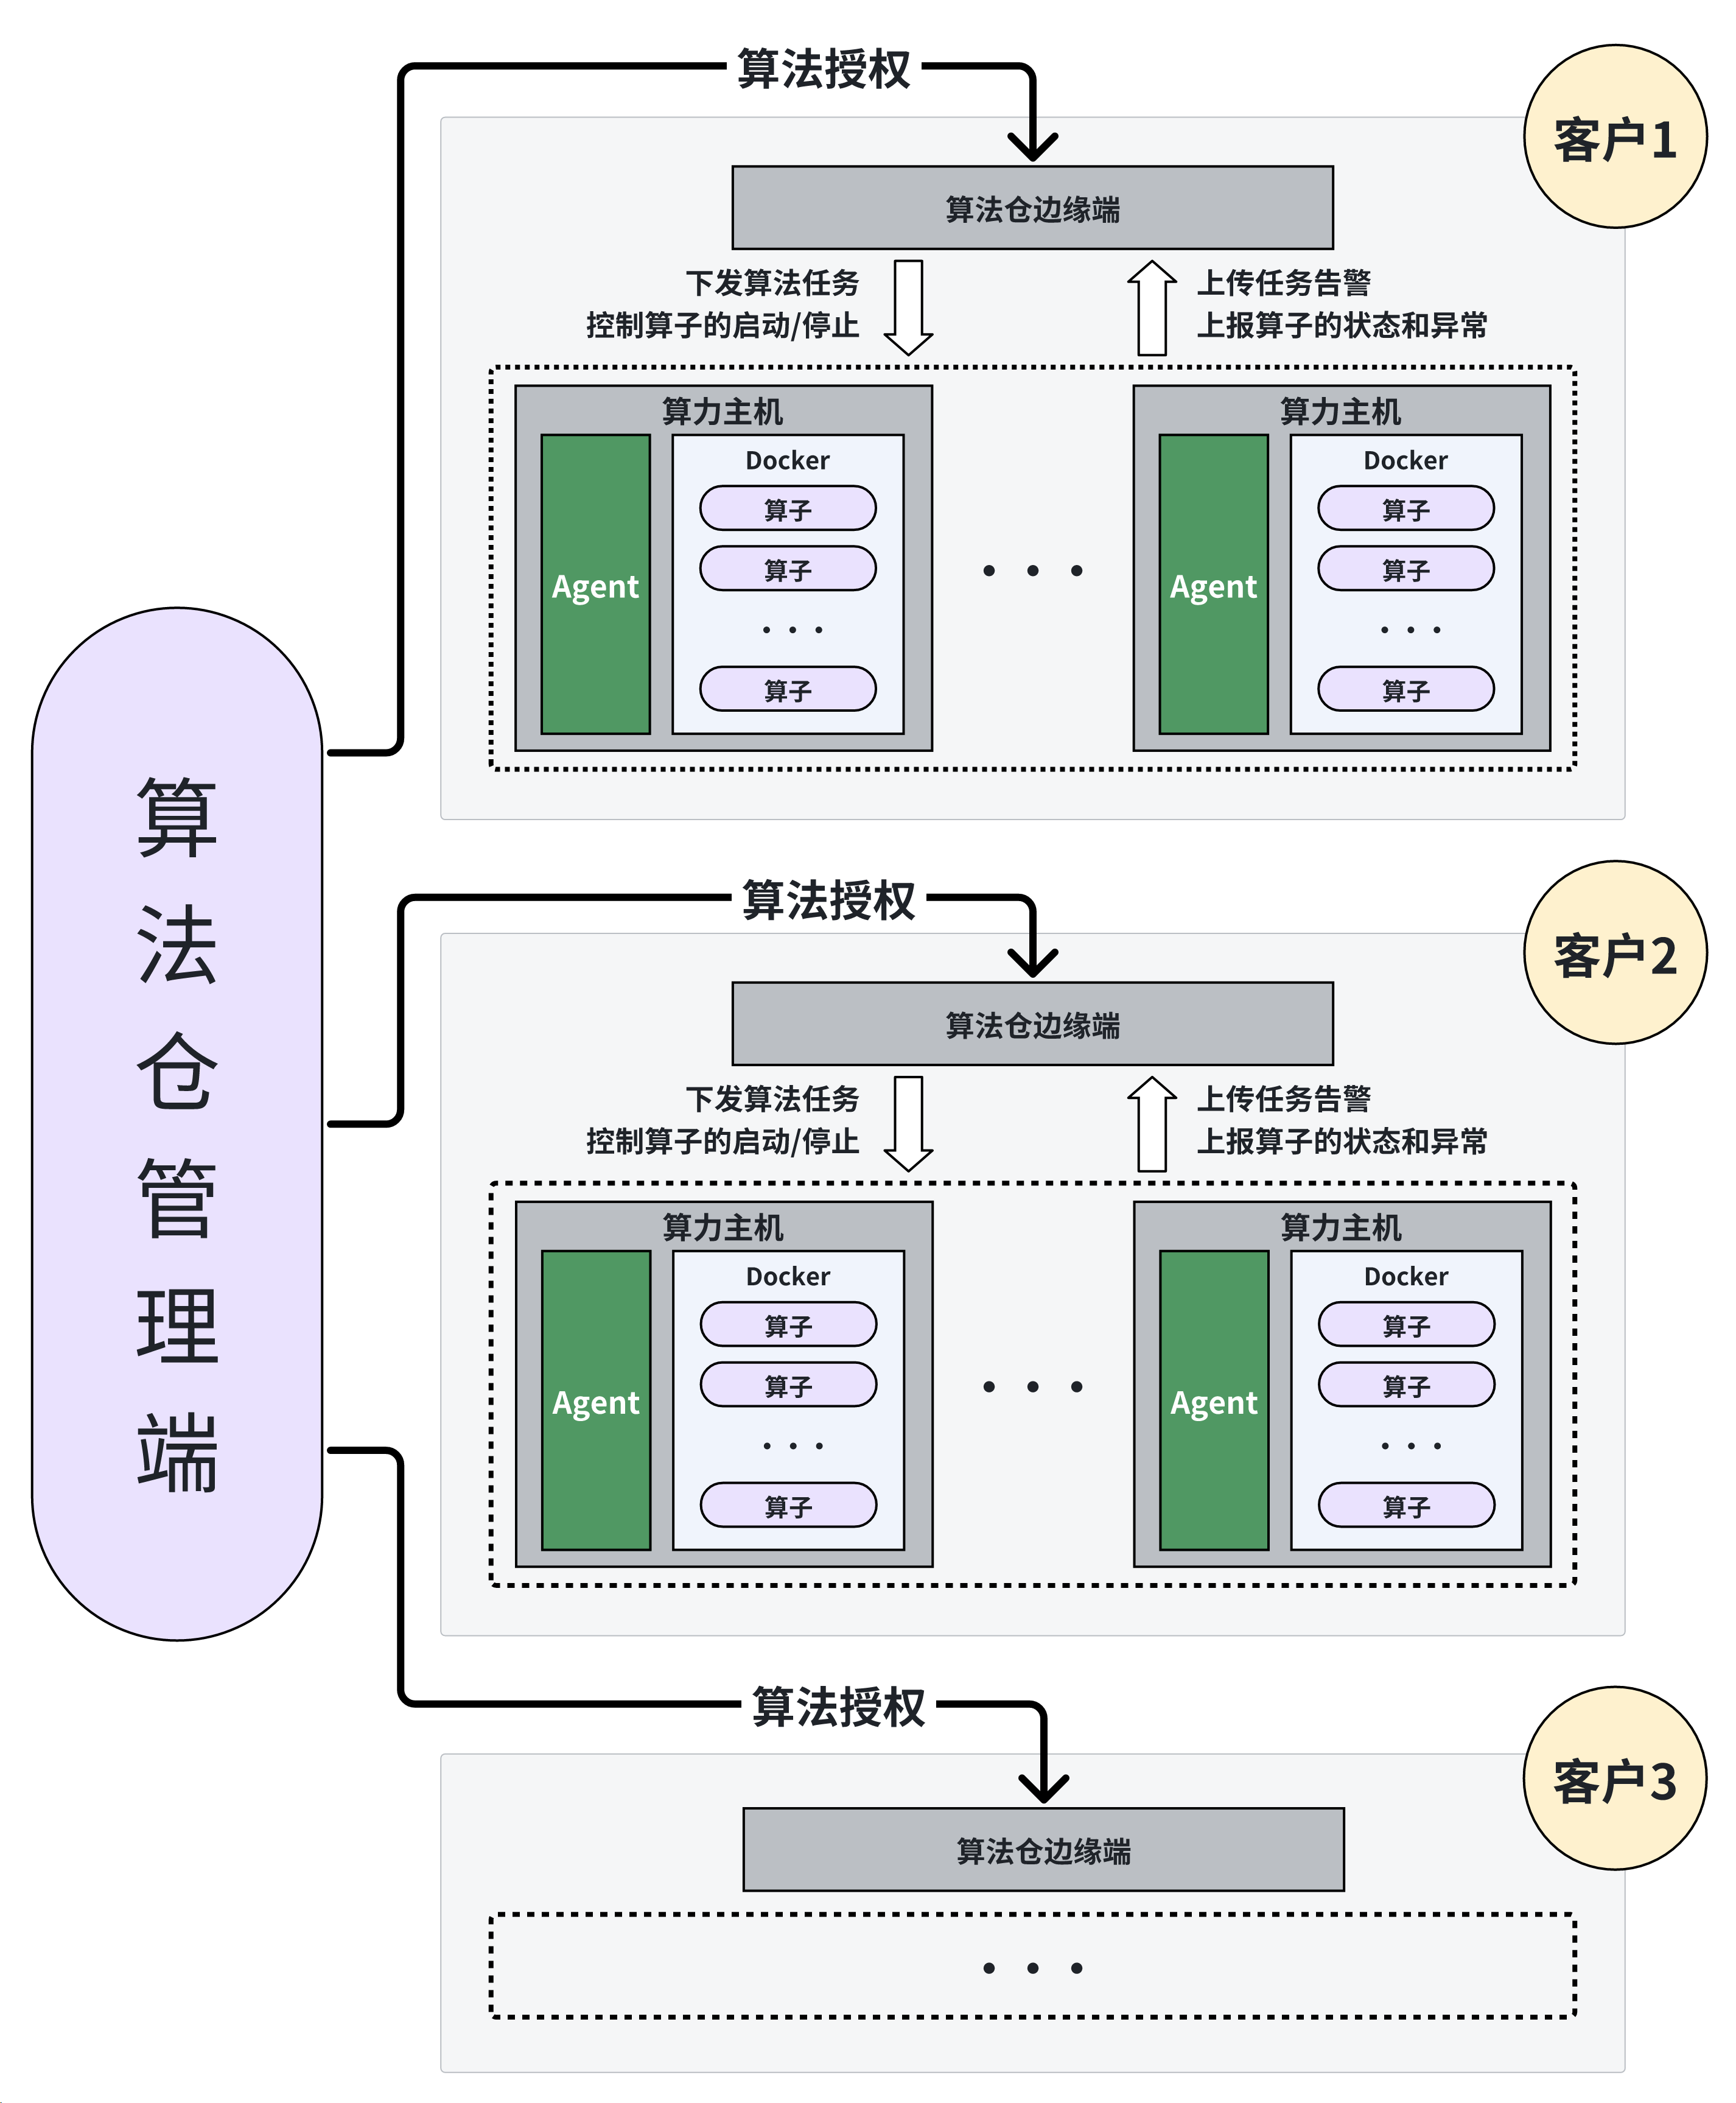 算法授权
客户1
算法仓边缘端
下发算法任务
控制算子的启动/停止
上传任务告警
上报算子的状态和异常
算力主机
Agent
Docker
算子
算子
算子
算力主机
Agent
Docker
算子
算子
算子
算法仓管理端
算法授权
客户2
算法仓边缘端
下发算法任务
控制算子的启动/停止
上传任务告警
上报算子的状态和异常
算力主机
Agent
Docker
算子
算子
算子
算力主机
Agent
Docker
算子
算子
算子
算法授权
客户3
算法仓边缘端